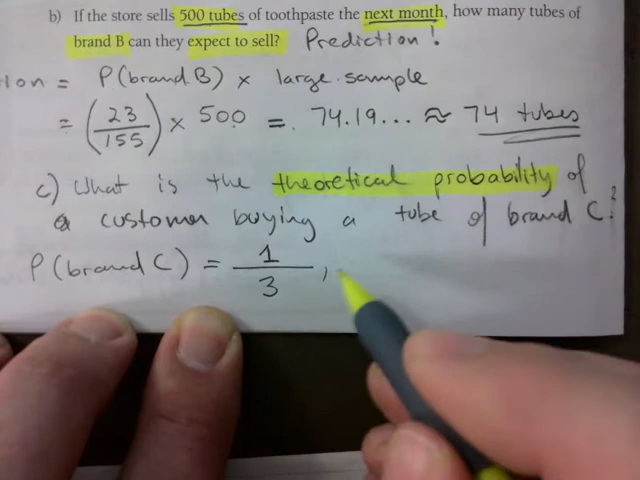 b) If the store sells 500 tubes of toothpaste the next month, how many tubes of
brand B can they expect to sell? Prediction!
tion = P(brand B) × large sample
= (23/155) × 500 = 74.19... ≈ 74 tubes
c) What is the theoretical probability of
a customer buying a tube of brand C?
P(brand C) = 1/3,